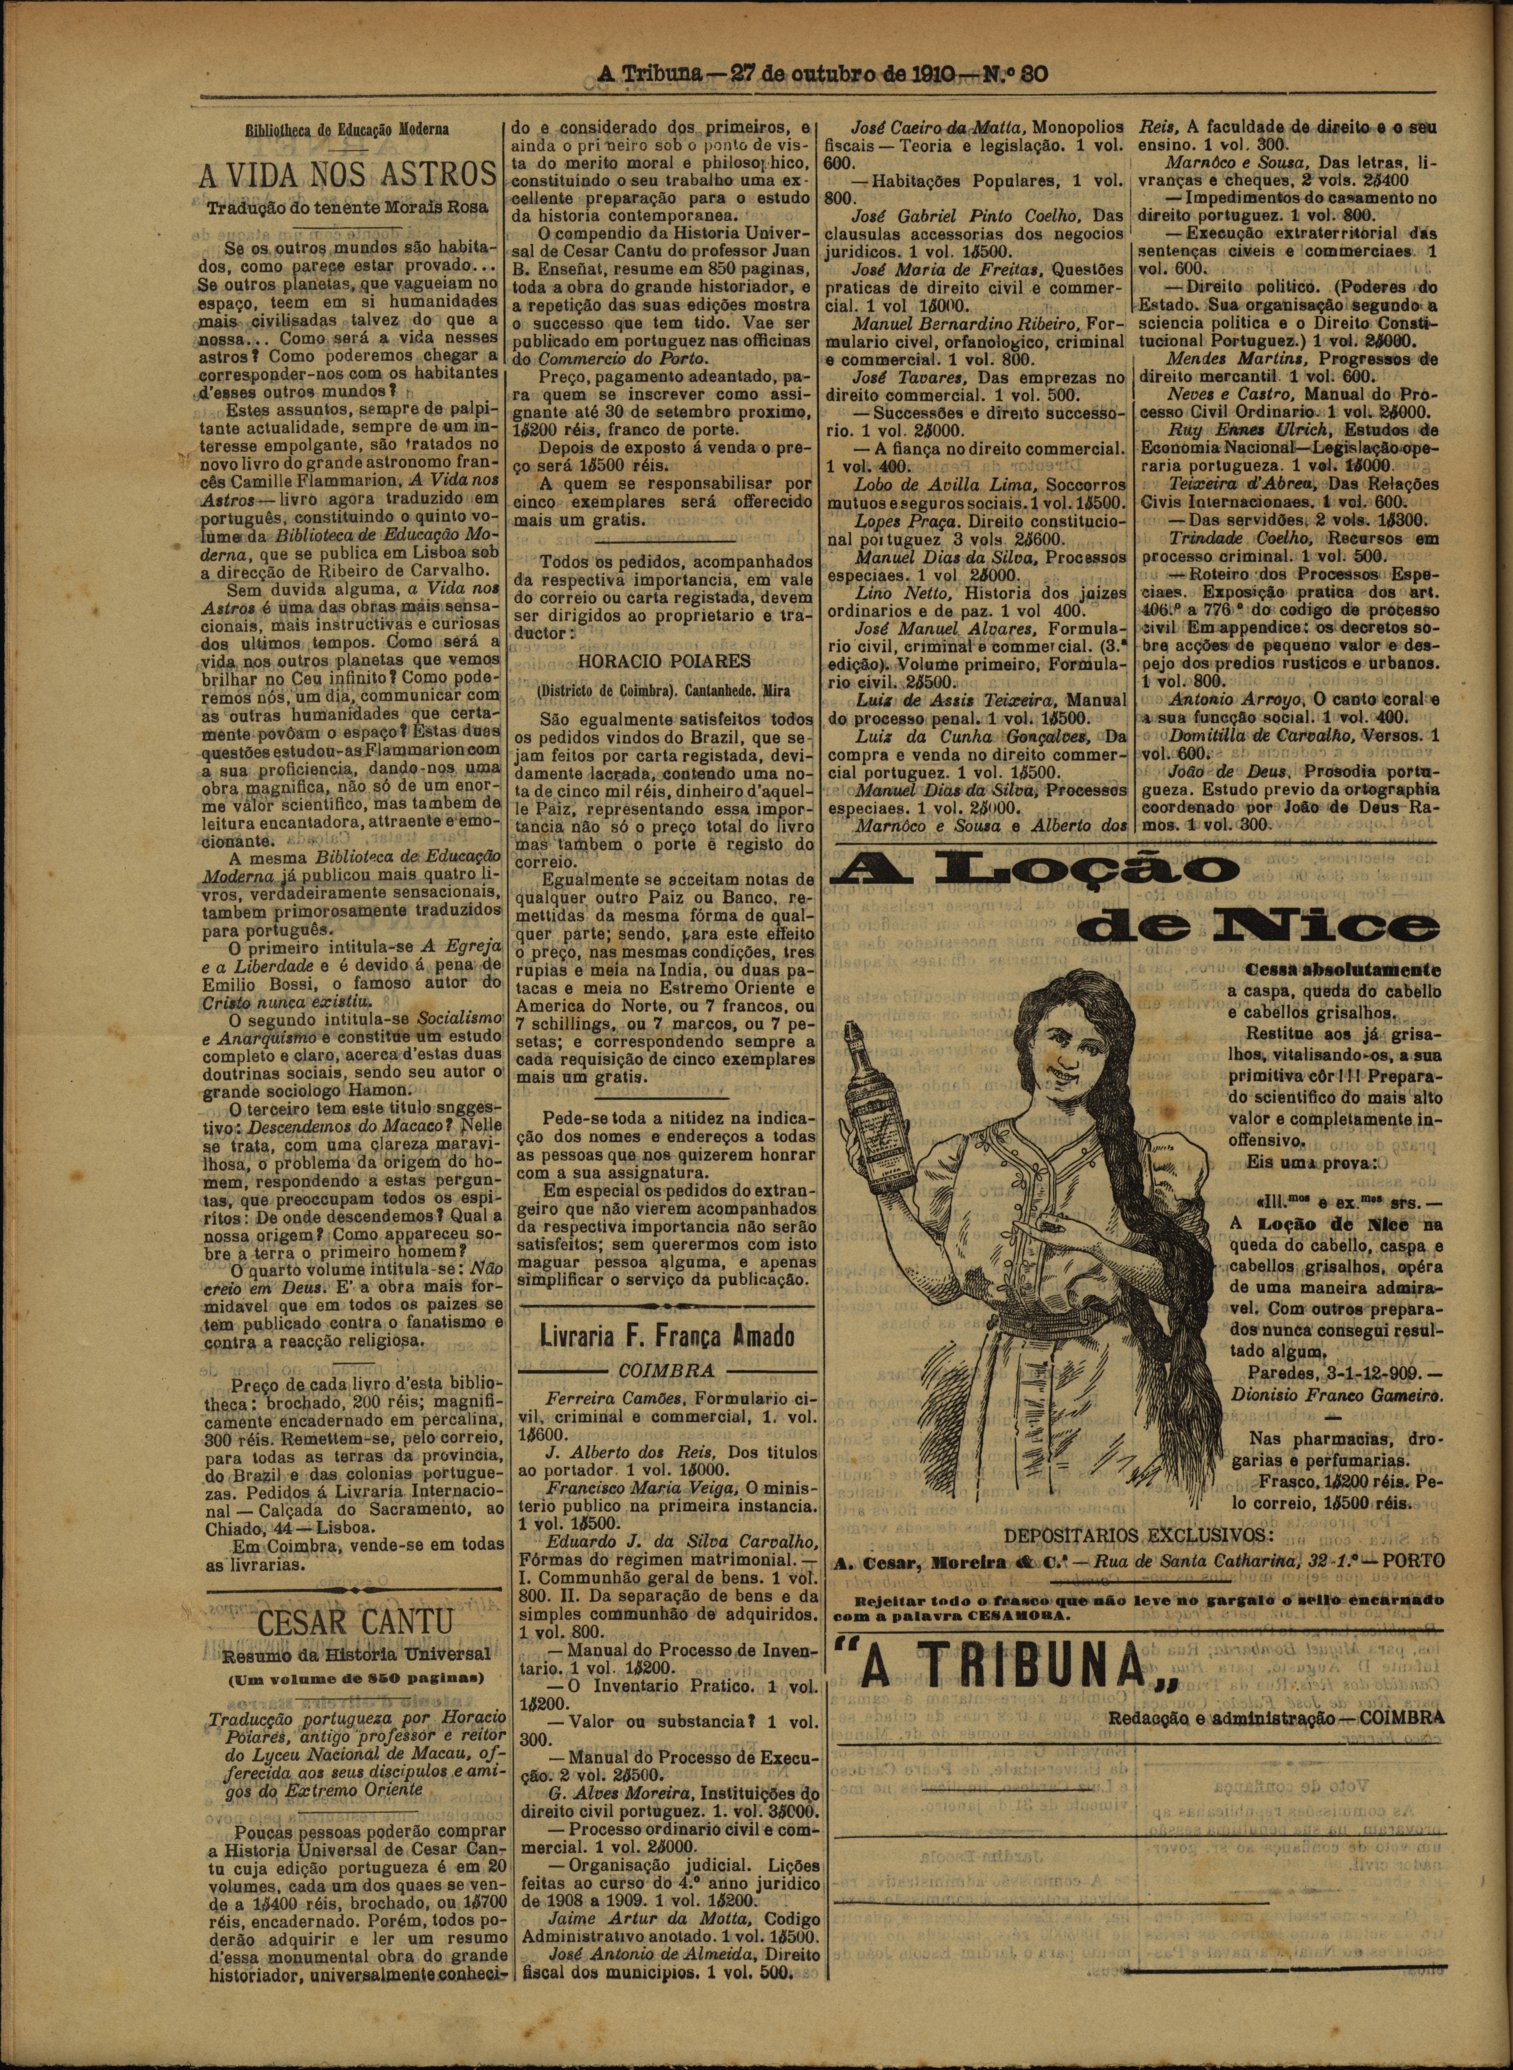 A Tribuna — 27 de outubro de 1910 — N.º 80
Bibliotheca de Educação Moderna
A VIDA NOS ASTROS
Tradução do tenente Morais Rosa
Se os outros mundos são habita-
dos, como parece estar provado...
Se outros planetas, que vagueiam no
espaço, teem em si humanidades
mais civilisadas talvez do que a
nossa... Como será a vida nesses
astros? Como poderemos chegar a
corresponder-nos com os habitantes
d'esses outros mundos?
Estes assuntos, sempre de palpi-
tante actualidade, sempre de um in-
teresse empolgante, são tratados no
novo livro do grande astronomo fran-
cês Camille Flammarion, A Vida nos
Astros — livro agora traduzido em
português, constituindo o quinto vo-
lume da Biblioteca de Educação Mo-
derna, que se publica em Lisboa sob
a direcção de Ribeiro de Carvalho.
Sem duvida alguma, a Vida nos
Astros é uma das obras mais sensa-
cionais, mais instructivas e curiosas
dos ultimos tempos. Como será a
vida nos outros planetas que vemos
brilhar no Ceu infinito? Como pode-
remos nós, um dia, communicar com
as outras humanidades que certa-
mente povôam o espaço? Estas duas
questões estudou-as Flammarion com
a sua proficiencia, dando-nos uma
obra magnifica, não só de um enor-
me valor scientifico, mas tambem de
leitura encantadora, attraente e emo-
cionante.
A mesma Biblioteca de Educação
Moderna já publicou mais quatro li-
vros, verdadeiramente sensacionais,
tambem primorosamente traduzidos
para português.
O primeiro intitula-se A Egreja
e a Liberdade e é devido á pena de
Emilio Bossi, o famoso autor do
Cristo nunca existiu.
O segundo intitula-se Socialismo
e Anarquismo e constitue um estudo
completo e claro, acerca d'estas duas
doutrinas sociais, sendo seu autor o
grande sociologo Hamon.
O terceiro tem este titulo sngges-
tivo: Descendemos do Macaco? Nelle
se trata, com uma clareza maravi-
lhosa, o problema da origem do ho-
mem, respondendo a estas pergun-
tas, que preoccupam todos os espi-
ritos: De onde descendemos? Qual a
nossa origem? Como appareceu so-
bre a terra o primeiro homem?
O quarto volume intitula-se: Não
creio em Deus. E' a obra mais for-
midavel que em todos os paizes se
tem publicado contra o fanatismo e
contra a reacção religiosa.
Preço de cada livro d'esta biblio-
theca: brochado, 200 réis; magnifi-
camente encadernado em percalina,
300 réis. Remettem-se, pelo correio,
para todas as terras da provincia,
do Brazil e das colonias portugue-
zas. Pedidos á Livraria Internacio-
nal — Calçada do Sacramento, ao
Chiado, 44 — Lisboa.
Em Coimbra, vende-se em todas
as livrarias.
CESAR CANTU
Resumo da Historia Universal
(Um volume de 850 paginas)
Traducção portugueza por Horacio
Poiares, antigo professor e reitor
do Lyceu Nacional de Macau, of-
ferecida aos seus discipulos e ami-
gos do Extremo Oriente
Poucas pessoas poderão comprar
a Historia Universal de Cesar Can-
tu cuja edição portugueza é em 20
volumes, cada um dos quaes se ven-
de a 1$400 réis, brochado, ou 1$700
réis, encadernado. Porém, todos po-
derão adquirir e ler um resumo
d'essa monumental obra do grande
historiador, universalmente conheci-
do e considerado dos primeiros, e
ainda o primeiro sob o ponto de vis-
ta do merito moral e philosophico,
constituindo o seu trabalho uma ex-
cellente preparação para o estudo
da historia contemporanea.
O compendio da Historia Univer-
sal de Cesar Cantu do professor Juan
B. Enseñat, resume em 850 paginas,
toda a obra do grande historiador, e
a repetição das suas edições mostra
o successo que tem tido. Vae ser
publicado em portuguez nas officinas
do Commercio do Porto.
Preço, pagamento adeantado, pa-
ra quem se inscrever como assi-
gnante até 30 de setembro proximo,
1$200 réis, franco de porte.
Depois de exposto á venda o pre-
ço será 1$500 réis.
A quem se responsabilisar por
cinco exemplares será offerecido
mais um gratis.
Todos os pedidos, acompanhados
da respectiva importancia, em vale
do correio ou carta registada, devem
ser dirigidos ao proprietario e tra-
ductor:
HORACIO POIARES
(Districto de Coimbra). Cantanhede. Mira
São egualmente satisfeitos todos
os pedidos vindos do Brazil, que se-
jam feitos por carta registada, devi-
damente lacrada, contendo uma no-
ta de cinco mil réis, dinheiro d'aquel-
le Paiz, representando essa impor-
tancia não só o preço total do livro
mas tambem o porte e registo do
correio.
Egualmente se acceitam notas de
qualquer outro Paiz ou Banco, re-
mettidas da mesma fórma de qual-
quer parte; sendo, para este effeito
o preço, nas mesmas condições, tres
rupias e meia na India, ou duas pa-
tacas e meia no Estremo Oriente e
America do Norte, ou 7 francos, ou
7 schillings, ou 7 marcos, ou 7 pe-
setas; e correspondendo sempre a
cada requisição de cinco exemplares
mais um gratis.
Pede-se toda a nitidez na indica-
ção dos nomes e endereços a todas
as pessoas que nos quizerem honrar
com a sua assignatura.
Em especial os pedidos do extran-
geiro que não vierem acompanhados
da respectiva importancia não serão
satisfeitos; sem querermos com isto
maguar pessoa alguma, e apenas
simplificar o serviço da publicação.
Livraria F. França Amado
COIMBRA
Ferreira Camões, Formulario ci-
vil, criminal e commercial, 1. vol.
1$600.
J. Alberto dos Reis, Dos titulos
ao portador. 1 vol. 1$000.
Francisco Maria Veiga, O minis-
terio publico na primeira instancia.
1 vol. 1$500.
Eduardo J. da Silva Carvalho,
Fórmas do regimen matrimonial. —
I. Communhão geral de bens. 1 vol.
800. II. Da separação de bens e da
simples communhão de adquiridos.
1 vol. 800.
— Manual do Processo de Inven-
tario. 1 vol. 1$200.
— O Inventario Pratico. 1 vol.
1$200.
— Valor ou substancia? 1 vol.
300.
— Manual do Processo de Execu-
ção. 2 vol. 2$500.
G. Alves Moreira, Instituições do
direito civil portuguez. 1. vol. 3$000.
— Processo ordinario civil e com-
mercial. 1 vol. 2$000.
— Organisação judicial. Lições
feitas ao curso do 4.º anno juridico
de 1908 a 1909. 1 vol. 1$200.
Jaime Artur da Motta, Codigo
Administrativo anotado. 1 vol. 1$500.
José Antonio de Almeida, Direito
fiscal dos municipios. 1 vol. 500.
José Caeiro da Matta, Monopolios
fiscais — Teoria e legislação. 1 vol.
600.
— Habitações Populares, 1 vol.
800.
José Gabriel Pinto Coelho, Das
clausulas accessorias dos negocios
juridicos. 1 vol. 1$500.
José Maria de Freitas, Questões
praticas de direito civil e commer-
cial. 1 vol 1$000.
Manuel Bernardino Ribeiro, For-
mulario civel, orfanologico, criminal
e commercial. 1 vol. 800.
José Tavares, Das emprezas no
direito commercial. 1 vol. 500.
— Successões e direito successo-
rio. 1 vol. 2$000.
— A fiança no direito commercial.
1 vol. 400.
Lobo de Avilla Lima, Soccorros
mutuos e seguros sociais. 1 vol. 1$500.
Lopes Praça. Direito constitucio-
nal portuguez 3 vols 2$600.
Manuel Dias da Silva, Processos
especiaes. 1 vol 2$000.
Lino Netto, Historia dos juizes
ordinarios e de paz. 1 vol 400.
José Manuel Alvares, Formula-
rio civil, criminal e commercial. (3.ª
edição). Volume primeiro, Formula-
rio civil. 2$500.
Luiz de Assis Teixeira, Manual
do processo penal. 1 vol. 1$500.
Luiz da Cunha Gonçalves, Da
compra e venda no direito commer-
cial portuguez. 1 vol. 1$500.
Manuel Dias da Silva, Processos
especiaes. 1 vol. 2$000.
Marnôco e Sousa e Alberto dos
Reis, A faculdade de direito e o seu
ensino. 1 vol. 300.
Marnôco e Sousa, Das letras, li-
vranças e cheques, 2 vols. 2$400
— Impedimentos do casamento no
direito portuguez. 1 vol. 800.
— Execução extraterritorial das
sentenças civeis e commerciaes 1
vol. 600.
— Direito politico. (Poderes do
Estado. Sua organisação segundo a
sciencia politica e o Direito Consti-
tucional Portuguez.) 1 vol. 2$000.
Mendes Martins, Progressos de
direito mercantil. 1 vol. 600.
Neves e Castro, Manual do Pro-
cesso Civil Ordinario. 1 vol. 2$000.
Ruy Ennes Ulrich, Estudos de
Economia Nacional — Legislação ope-
raria portugueza. 1 vol. 1$000.
Teixeira d'Abreu, Das Relações
Civis Internacionaes. 1 vol. 600.
— Das servidões, 2 vols. 1$300.
Trindade Coelho, Recursos em
processo criminal. 1 vol. 500.
— Roteiro dos Processos Espe-
ciaes. Exposição pratica dos art.
406.º a 776º do codigo de processo
civil Em appendice: os decretos so-
bre acções de pequeno valor e des-
pejo dos predios rusticos e urbanos.
1 vol. 800.
Antonio Arroyo, O canto coral e
a sua funcção social. 1 vol. 400.
Domitilla de Carvalho, Versos. 1
vol. 600.
João de Deus, Prosodia portu-
gueza. Estudo previo da ortographia
coordenado por João de Deus Ra-
mos. 1 vol. 300.
A Loção
de Nice
Cessa absolutamente
a caspa, queda do cabello
e cabellos grisalhos.
Restitue aos já grisa-
lhos, vitalisando-os, a sua
primitiva côr!!! Prepara-
do scientifico do mais alto
valor e completamente in-
offensivo.
Eis uma prova:
«Ill.mos e ex.mos srs. —
A Loção de Nice na
queda do cabello, caspa e
cabellos grisalhos, opéra
de uma maneira admira-
vel. Com outros prepara-
dos nunca consegui resul-
tado algum.
Paredes, 3-1-12-909. —
Dionisio Franco Gameiro.
Nas pharmacias, dro-
garias e perfumarias.
Frasco, 1$200 réis. Pe-
lo correio, 1$500 réis.
DEPOSITARIOS EXCLUSIVOS:
A. Cesar, Moreira & C.ª — Rua de Santa Catharina, 32-1.º — PORTO
Rejeitar todo o frasco que não leve no gargalo o sello encarnado
com a palavra CESAMORA.
“A TRIBUNA„
Redacção e administração — COIMBRA